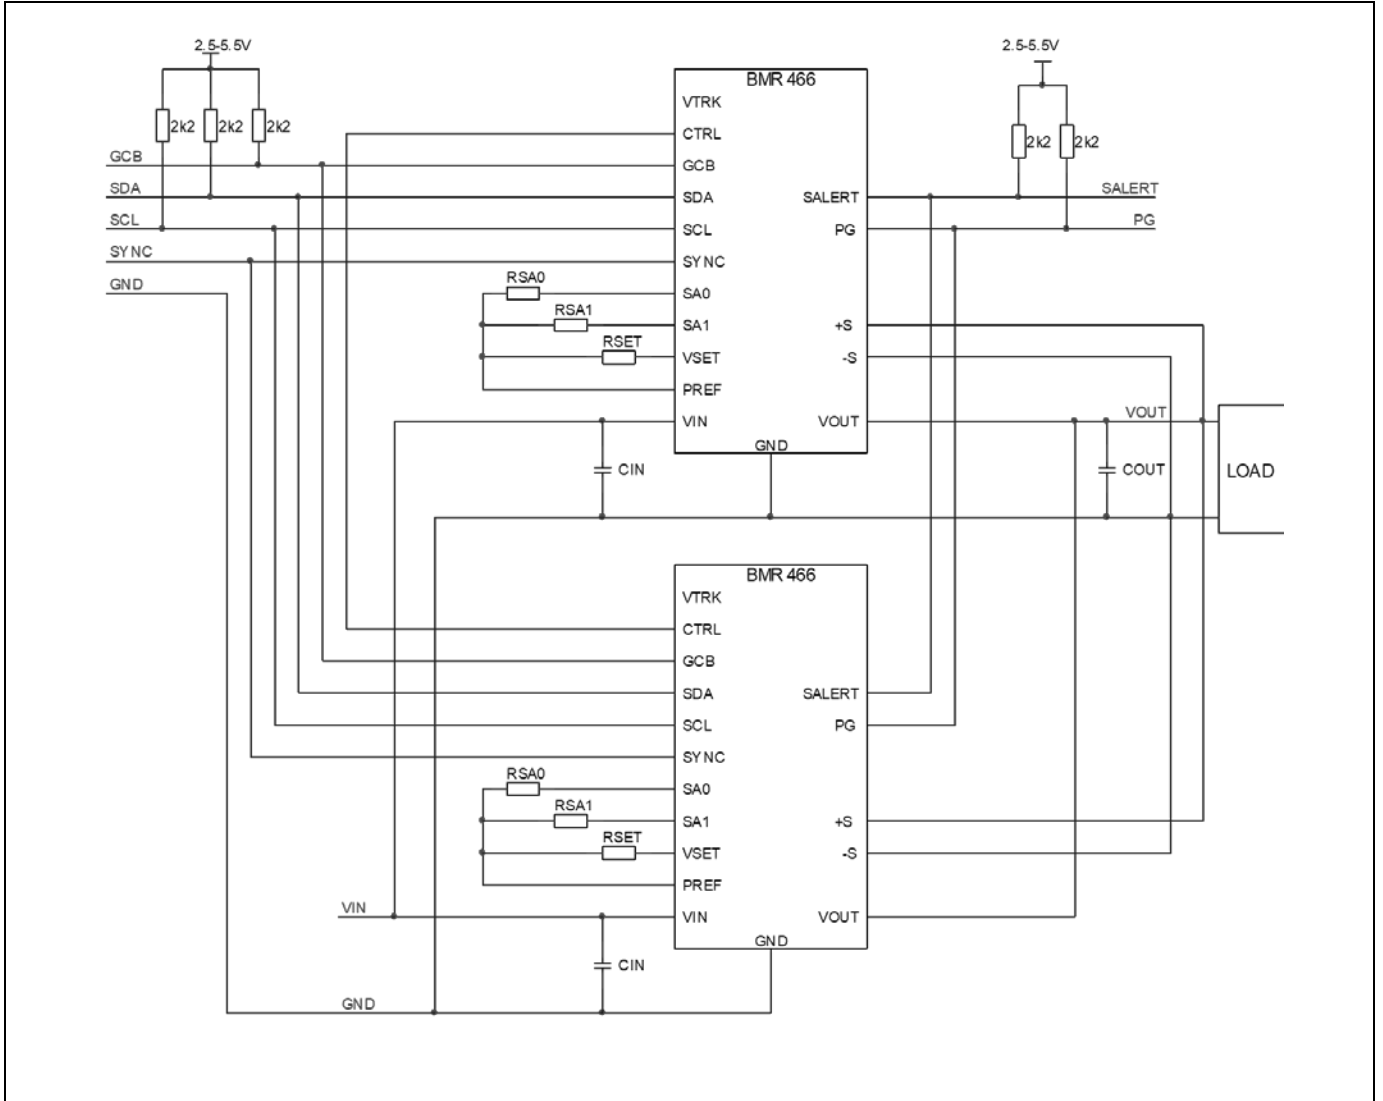 2.5-5.5V
2.5-5.5V
2k2
2k2
2k2
2k2
2k2
GCB
SDA
SCL
SYNC
GND
BMR 466
VTRK
CTRL
GCB
SDA
SCL
SYNC
SA0
SA1
VSET
PREF
VIN
GND
SALERT
PG
+S
-S
VOUT
SALERT
PG
RSA0
RSA1
RSET
CIN
VOUT
COUT
LOAD
BMR 466
VTRK
CTRL
GCB
SDA
SCL
SYNC
SA0
SA1
VSET
PREF
VIN
GND
SALERT
PG
+S
-S
VOUT
RSA0
RSA1
RSET
VIN
CIN
GND